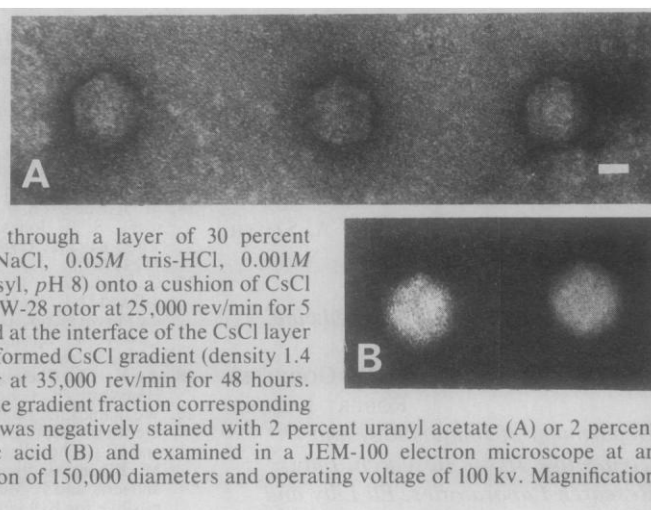 A
through a layer of 30 percent
NaCl, 0.05M tris-HCl, 0.001M
syl, pH 8) onto a cushion of CsCl
W-28 rotor at 25,000 rev/min for 5
at the interface of the CsCl layer
formed CsCl gradient (density 1.4
at 35,000 rev/min for 48 hours.
e gradient fraction corresponding
B
was negatively stained with 2 percent uranyl acetate (A) or 2 percent
c acid (B) and examined in a JEM-100 electron microscope at an
on of 150,000 diameters and operating voltage of 100 kv. Magnification